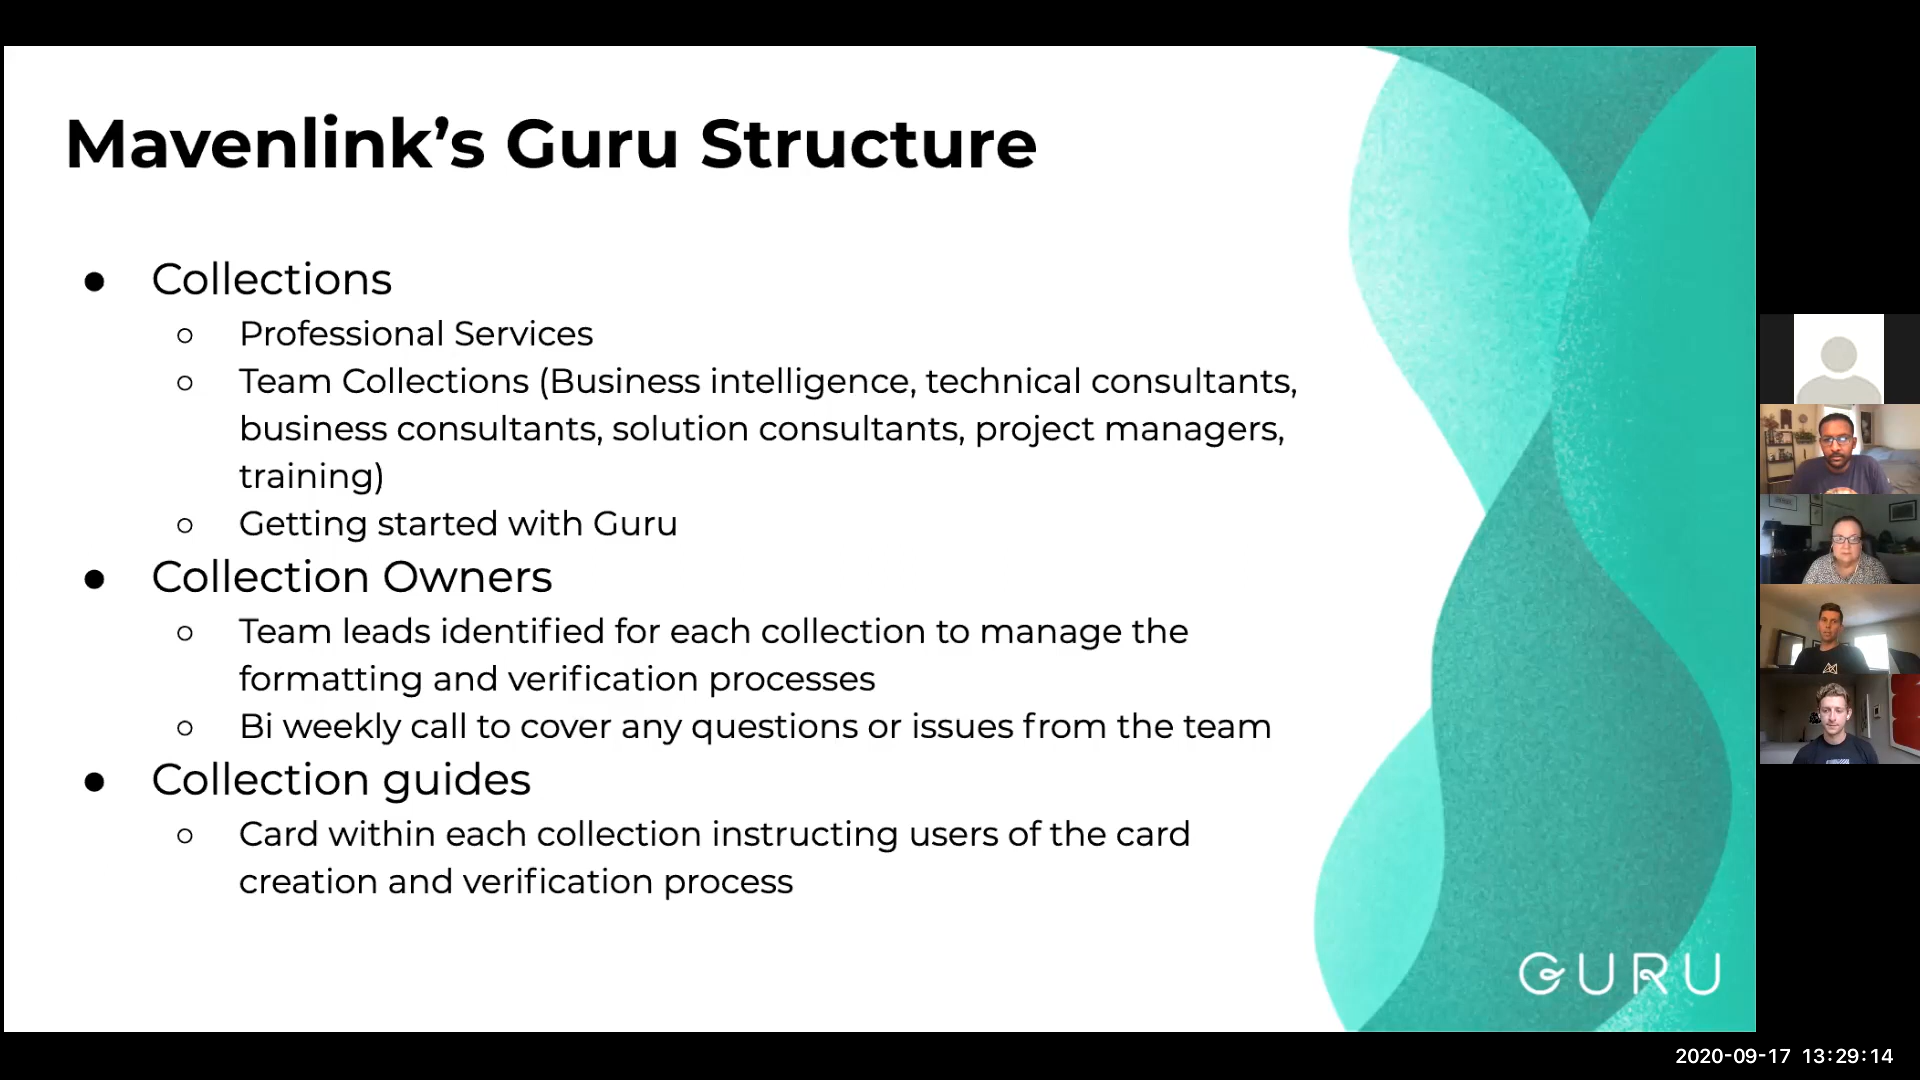 Mavenlink’s Guru Structure
● Collections
○ Professional Services
○ Team Collections (Business intelligence, technical consultants,
business consultants, solution consultants, project managers,
training)
○ Getting started with Guru
● Collection Owners
○ Team leads identified for each collection to manage the
formatting and verification processes
○ Bi weekly call to cover any questions or issues from the team
● Collection guides
○ Card within each collection instructing users of the card
creation and verification process
GURU
2020-09-17 13:29:14